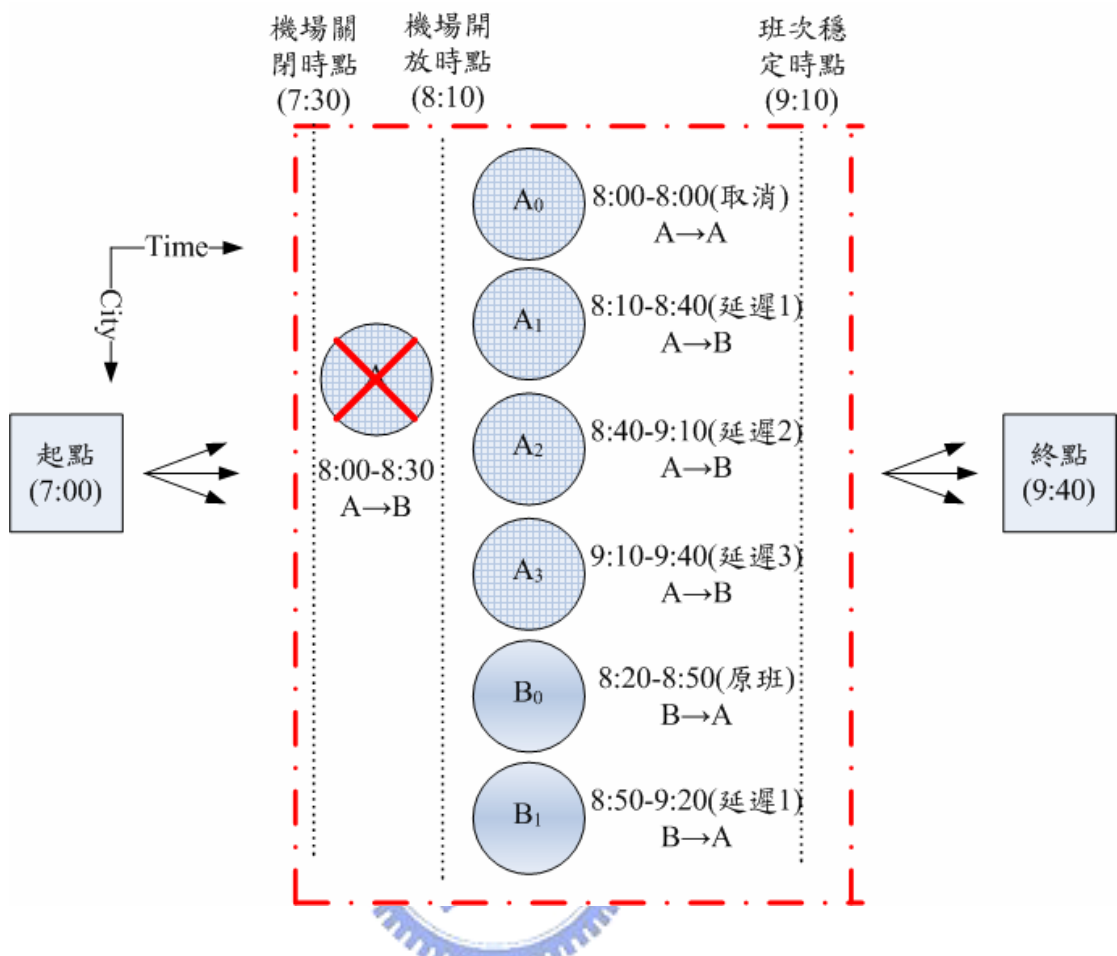 機場關
閉時點
(7:30)
機場開
放時點
(8:10)
班次穩
定時點
(9:10)
Time
City
起點
(7:00)
8:00-8:30
A→B
A₀
8:00-8:00(取消)
A→A
A₁
8:10-8:40(延遲1)
A→B
A₂
8:40-9:10(延遲2)
A→B
A₃
9:10-9:40(延遲3)
A→B
B₀
8:20-8:50(原班)
B→A
B₁
8:50-9:20(延遲1)
B→A
終點
(9:40)